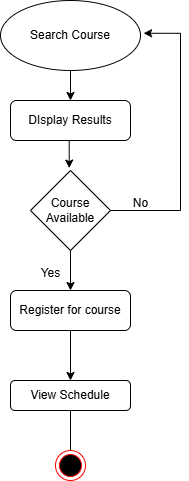 Search Course
DIsplay Results
Course
Available
No
Yes
Register for course
View Schedule